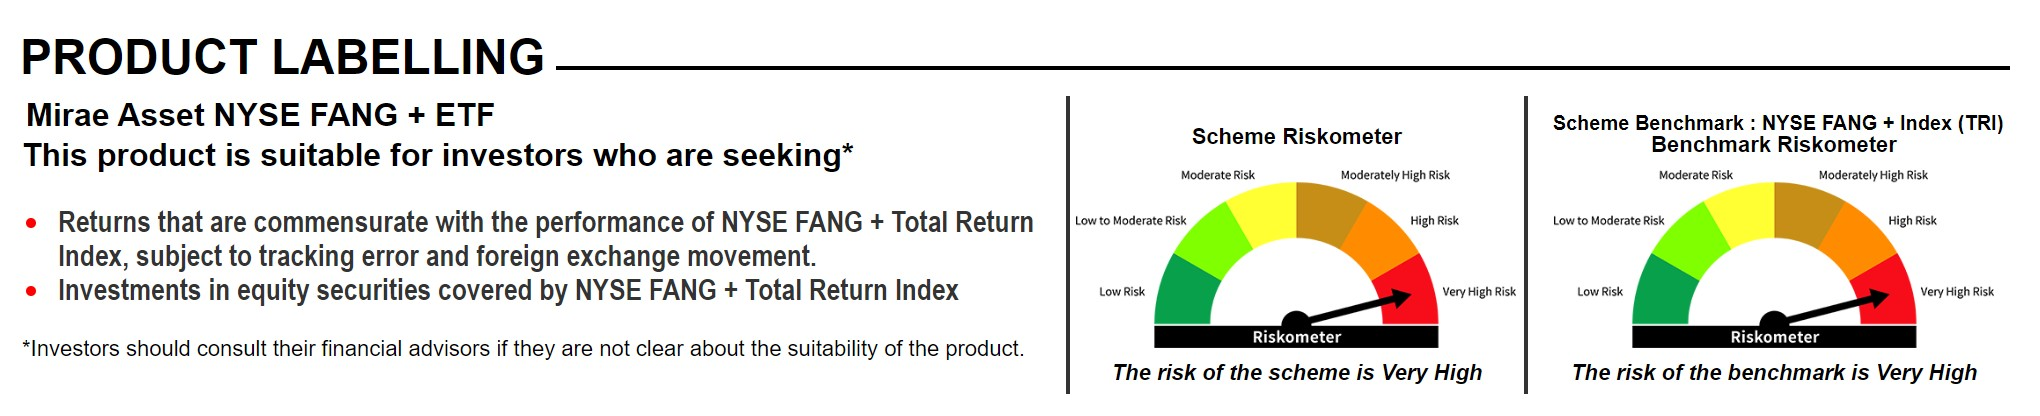 PRODUCT LABELLING
Mirae Asset NYSE FANG + ETF
This product is suitable for investors who are seeking*
• Returns that are commensurate with the performance of NYSE FANG + Total Return
Index, subject to tracking error and foreign exchange movement.
• Investments in equity securities covered by NYSE FANG + Total Return Index
*Investors should consult their financial advisors if they are not clear about the suitability of the product.
Scheme Riskometer
Moderate Risk
Moderately High Risk
Low to Moderate Risk
High Risk
Low Risk
Very High Risk
Riskometer
The risk of the scheme is Very High
Scheme Benchmark : NYSE FANG + Index (TRI)
Benchmark Riskometer
Moderate Risk
Moderately High Risk
Low to Moderate Risk
High Risk
Low Risk
Very High Risk
Riskometer
The risk of the benchmark is Very High